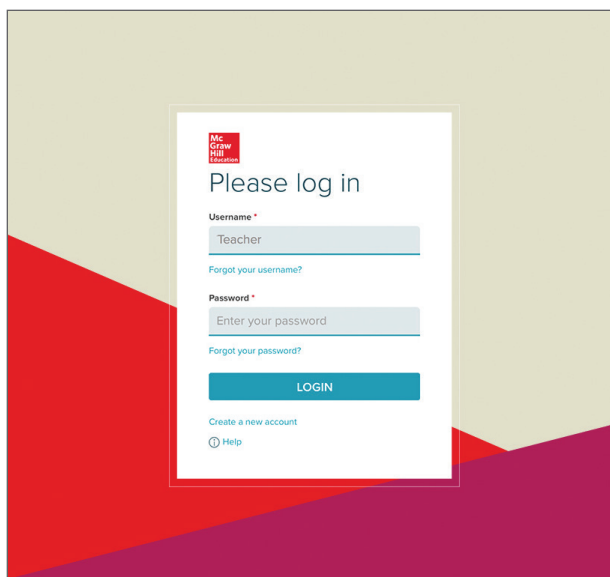 Mc
Graw
Hill
Education
Please log in
Username *
Teacher
Forgot your username?
Password *
Enter your password
Forgot your password?
LOGIN
Create a new account
Help